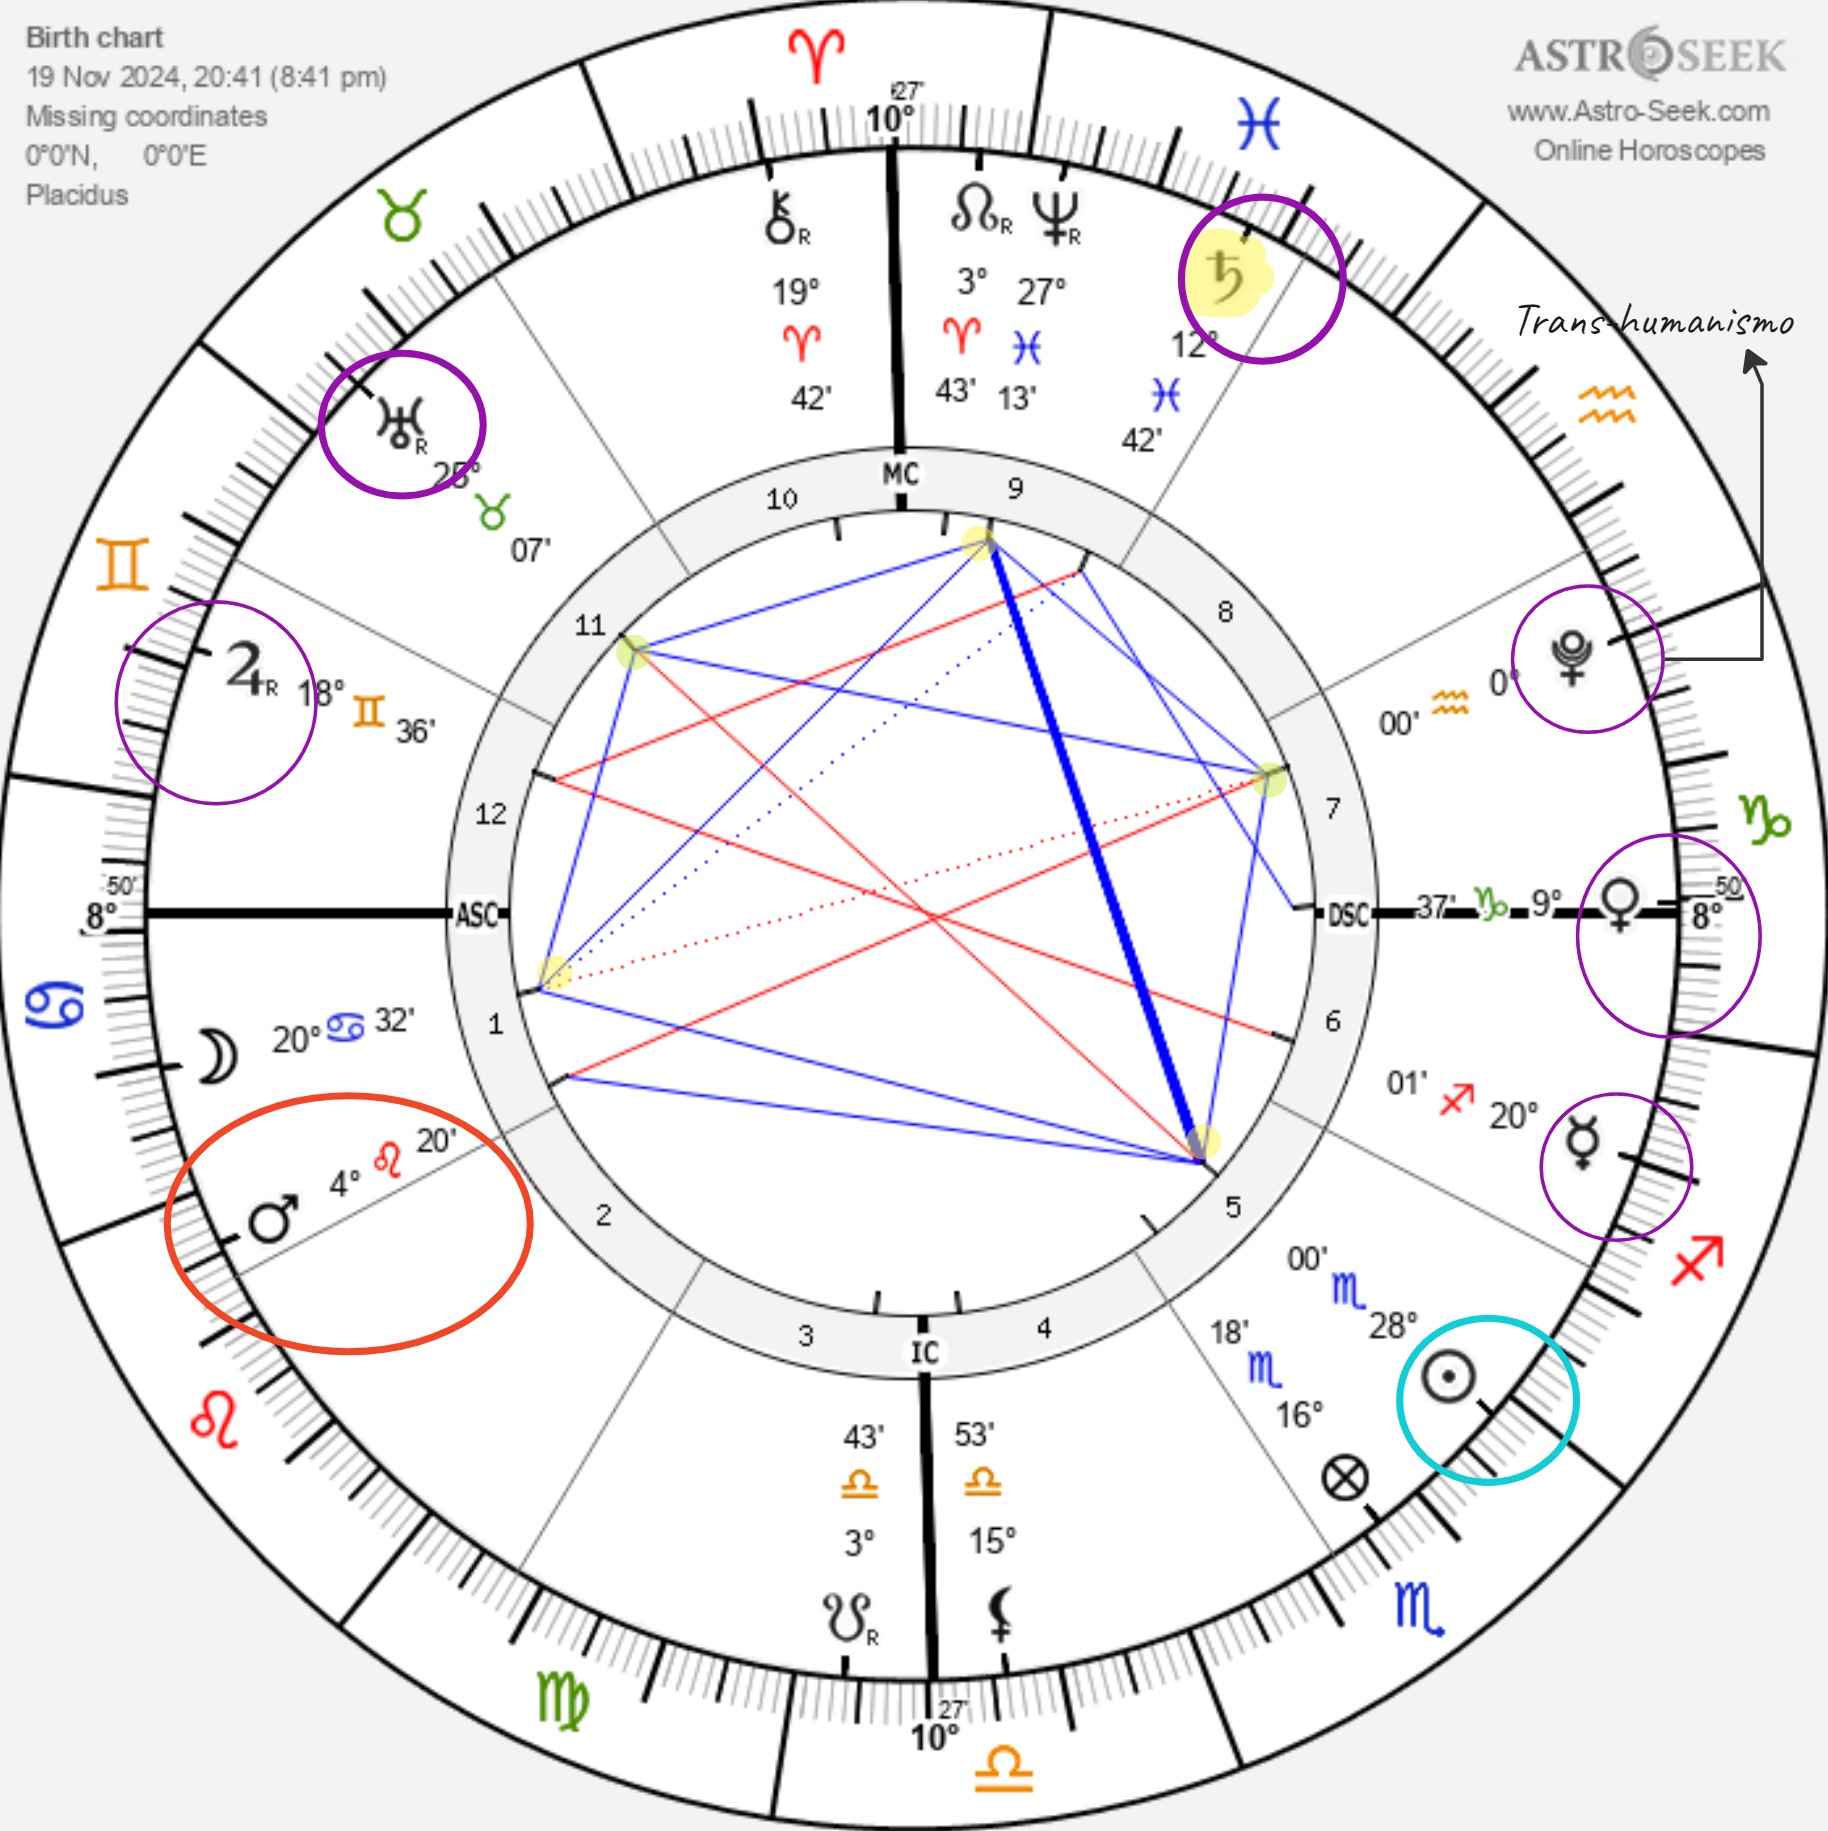 Birth chart
19 Nov 2024, 20:41 (8:41 pm)
Missing coordinates
0°0'N, 0°0'E
Placidus
ASTROSEEK
www.Astro-Seek.com
Online Horoscopes
27'
10°
R
R
R
19°
3°
27°
42'
43'
13'
12°
42'
Trans-humanismo
R
25°
07'
MC
10
9
11
8
12
7
1
6
2
5
3
4
R
18°
36'
0°
00'
50'
8°
ASC
DSC
37'
9°
50'
8°
20°
32'
01'
20°
4°
20'
00'
28°
18'
16°
IC
43'
53'
3°
15°
R
27'
10°